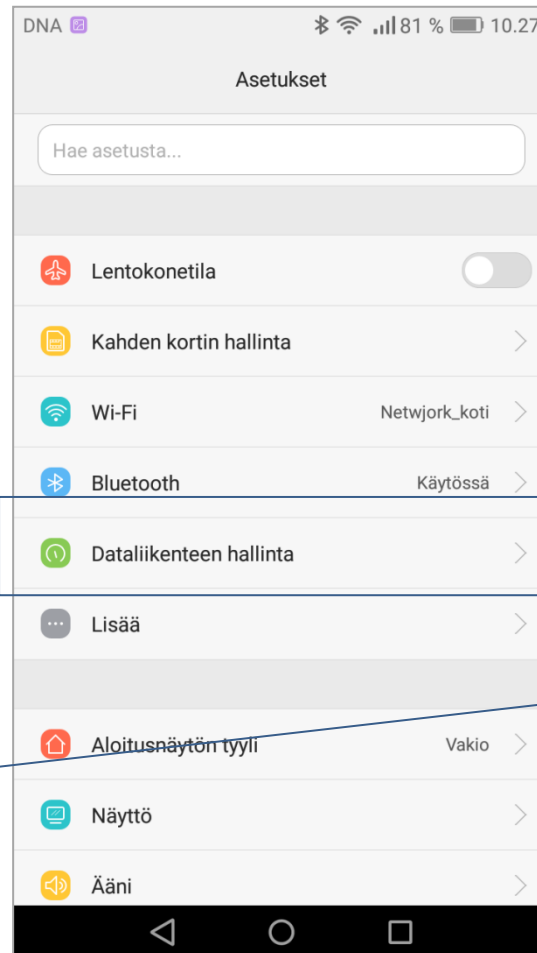 DNA 81 % 10.27
Asetukset
Hae asetusta...
Lentokonetila
Kahden kortin hallinta
Wi-Fi Netwjork_koti
Bluetooth Käytössä
Dataliikenteen hallinta
Lisää
Aloitusnäytön tyyli Vakio
Näyttö
Ääni